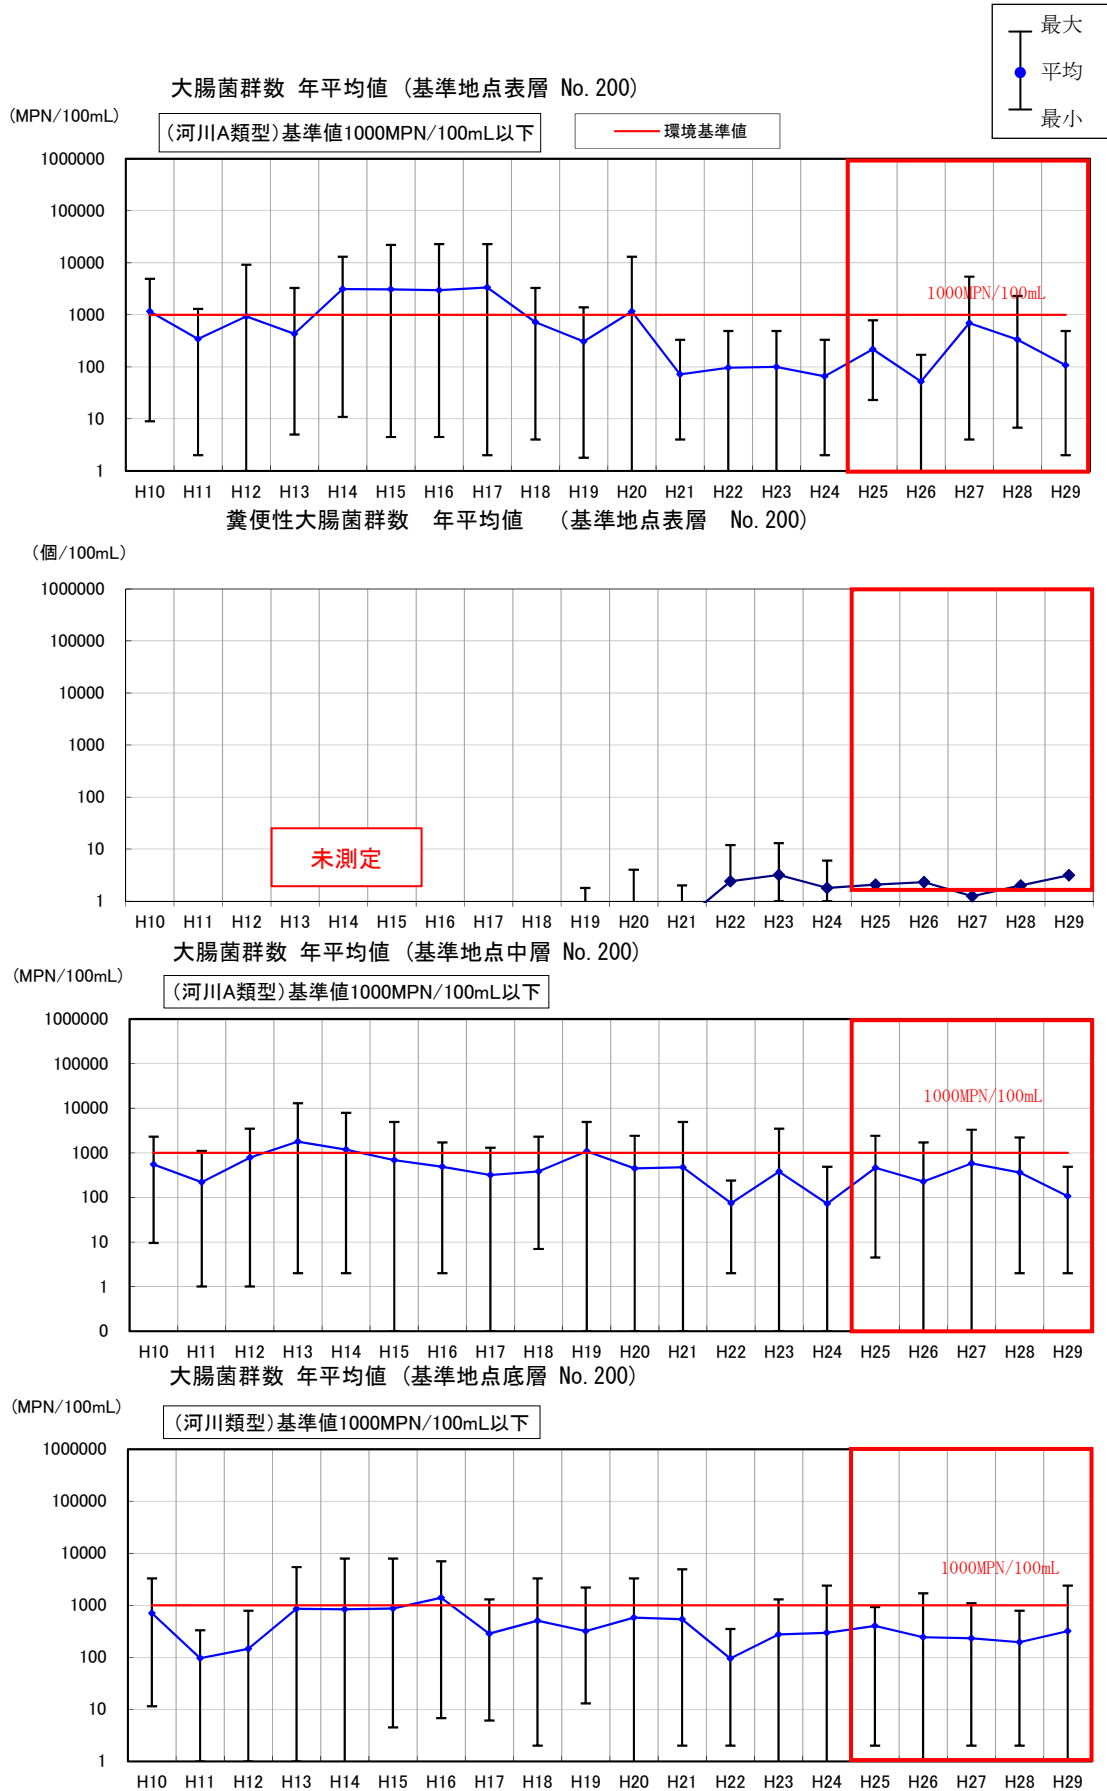 最大
平均
最小
大腸菌群数 年平均値 (基準地点表層 No.200)
(MPN/100mL)
(河川A類型)基準値1000MPN/100mL以下
環境基準値
1000000
100000
10000
1000
100
10
1
1000MPN/100mL
H10 H11 H12 H13 H14 H15 H16 H17 H18 H19 H20 H21 H22 H23 H24 H25 H26 H27 H28 H29
糞便性大腸菌群数 年平均値 (基準地点表層 No.200)
(個/100mL)
1000000
100000
10000
1000
100
10
1
未測定
H10 H11 H12 H13 H14 H15 H16 H17 H18 H19 H20 H21 H22 H23 H24 H25 H26 H27 H28 H29
大腸菌群数 年平均値 (基準地点中層 No.200)
(MPN/100mL)
(河川A類型)基準値1000MPN/100mL以下
1000000
100000
10000
1000
100
10
1
0
1000MPN/100mL
H10 H11 H12 H13 H14 H15 H16 H17 H18 H19 H20 H21 H22 H23 H24 H25 H26 H27 H28 H29
大腸菌群数 年平均値 (基準地点底層 No.200)
(MPN/100mL)
(河川類型)基準値1000MPN/100mL以下
1000000
100000
10000
1000
100
10
1
1000MPN/100mL
H10 H11 H12 H13 H14 H15 H16 H17 H18 H19 H20 H21 H22 H23 H24 H25 H26 H27 H28 H29